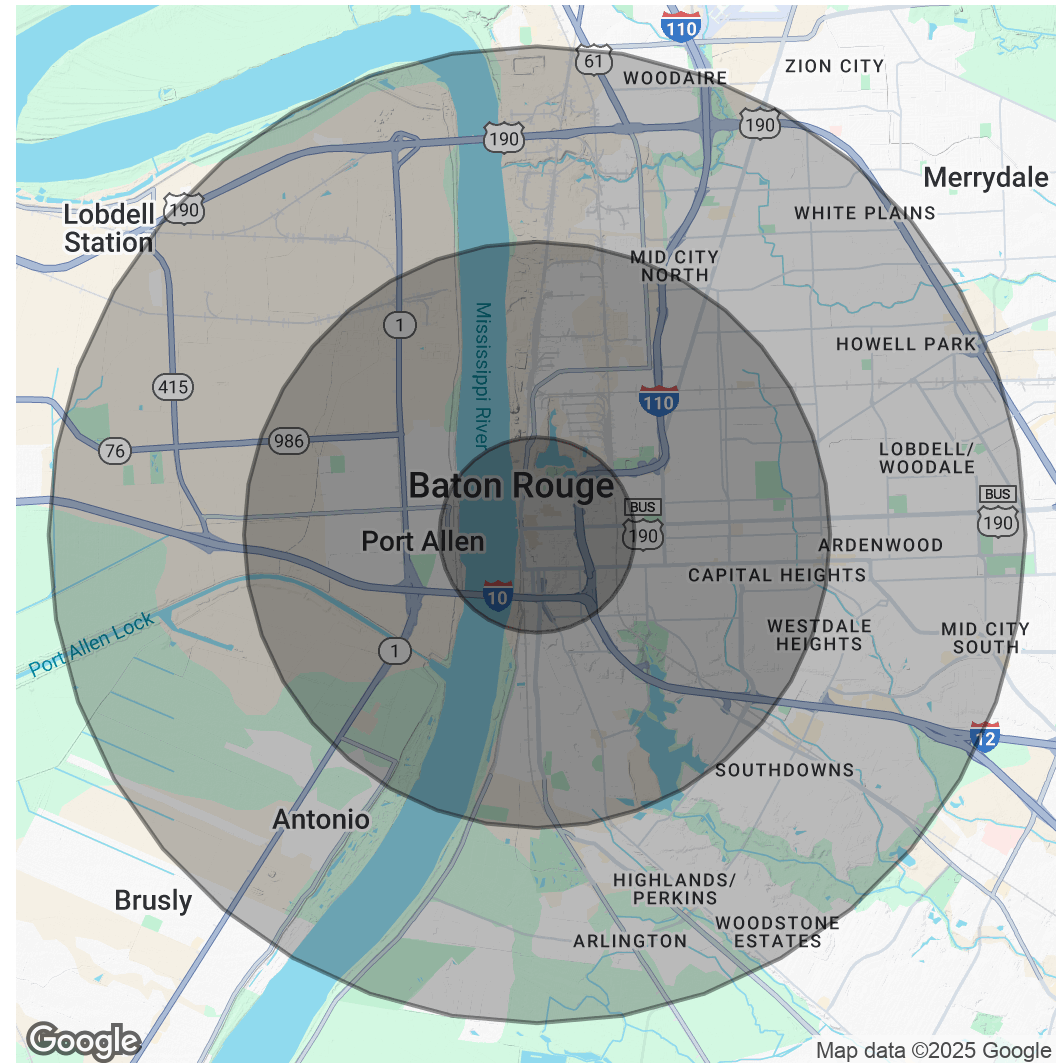 110
61
WOODAIRE
ZION CITY
190
190
Merrydale
Lobdell
Station
190
WHITE PLAINS
MID CITY
NORTH
Mississippi River
1
HOWELL PARK
415
110
76
986
LOBDELL/
WOODALE
Baton Rouge
BUS
190
BUS
190
Port Allen
ARDENWOOD
CAPITAL HEIGHTS
10
Port Allen Lock
1
WESTDALE
HEIGHTS
MID CITY
SOUTH
12
SOUTHDOWNS
Antonio
Brusly
HIGHLANDS/
PERKINS
WOODSTONE
ESTATES
ARLINGTON
Google
Map data ©2025 Google